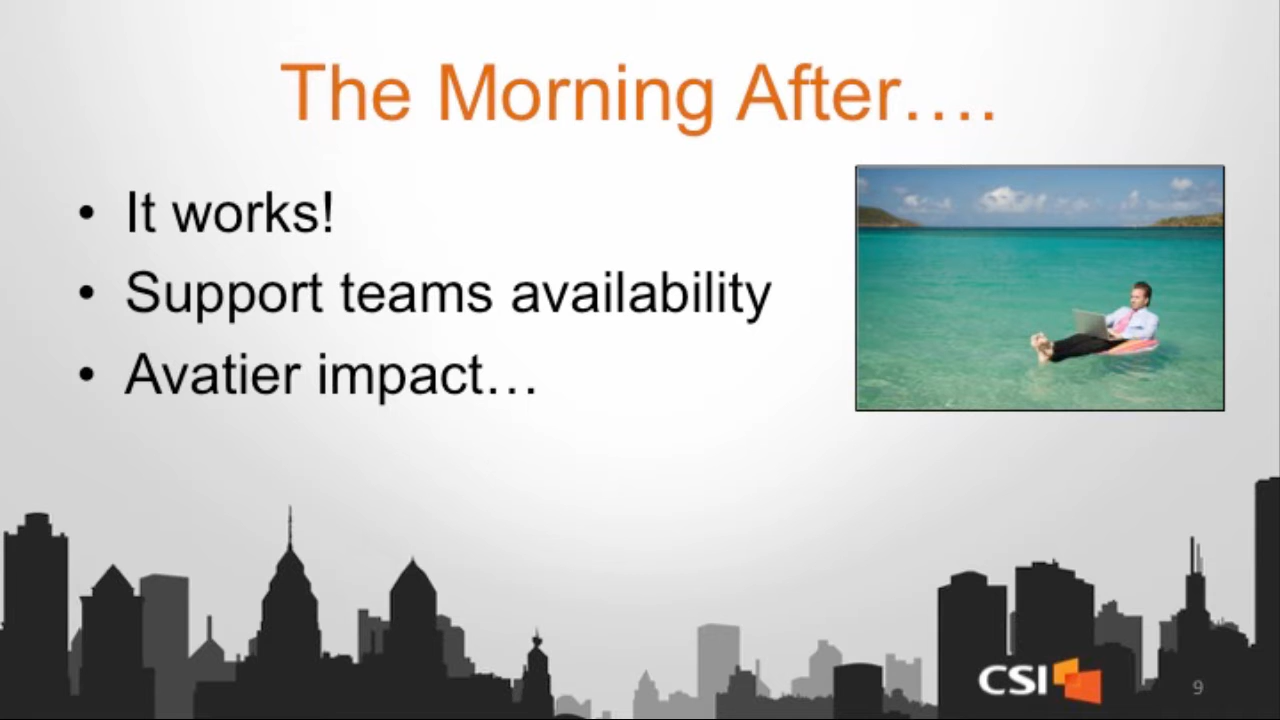 The Morning After….
• It works!
• Support teams availability
• Avatier impact…
CSI
9